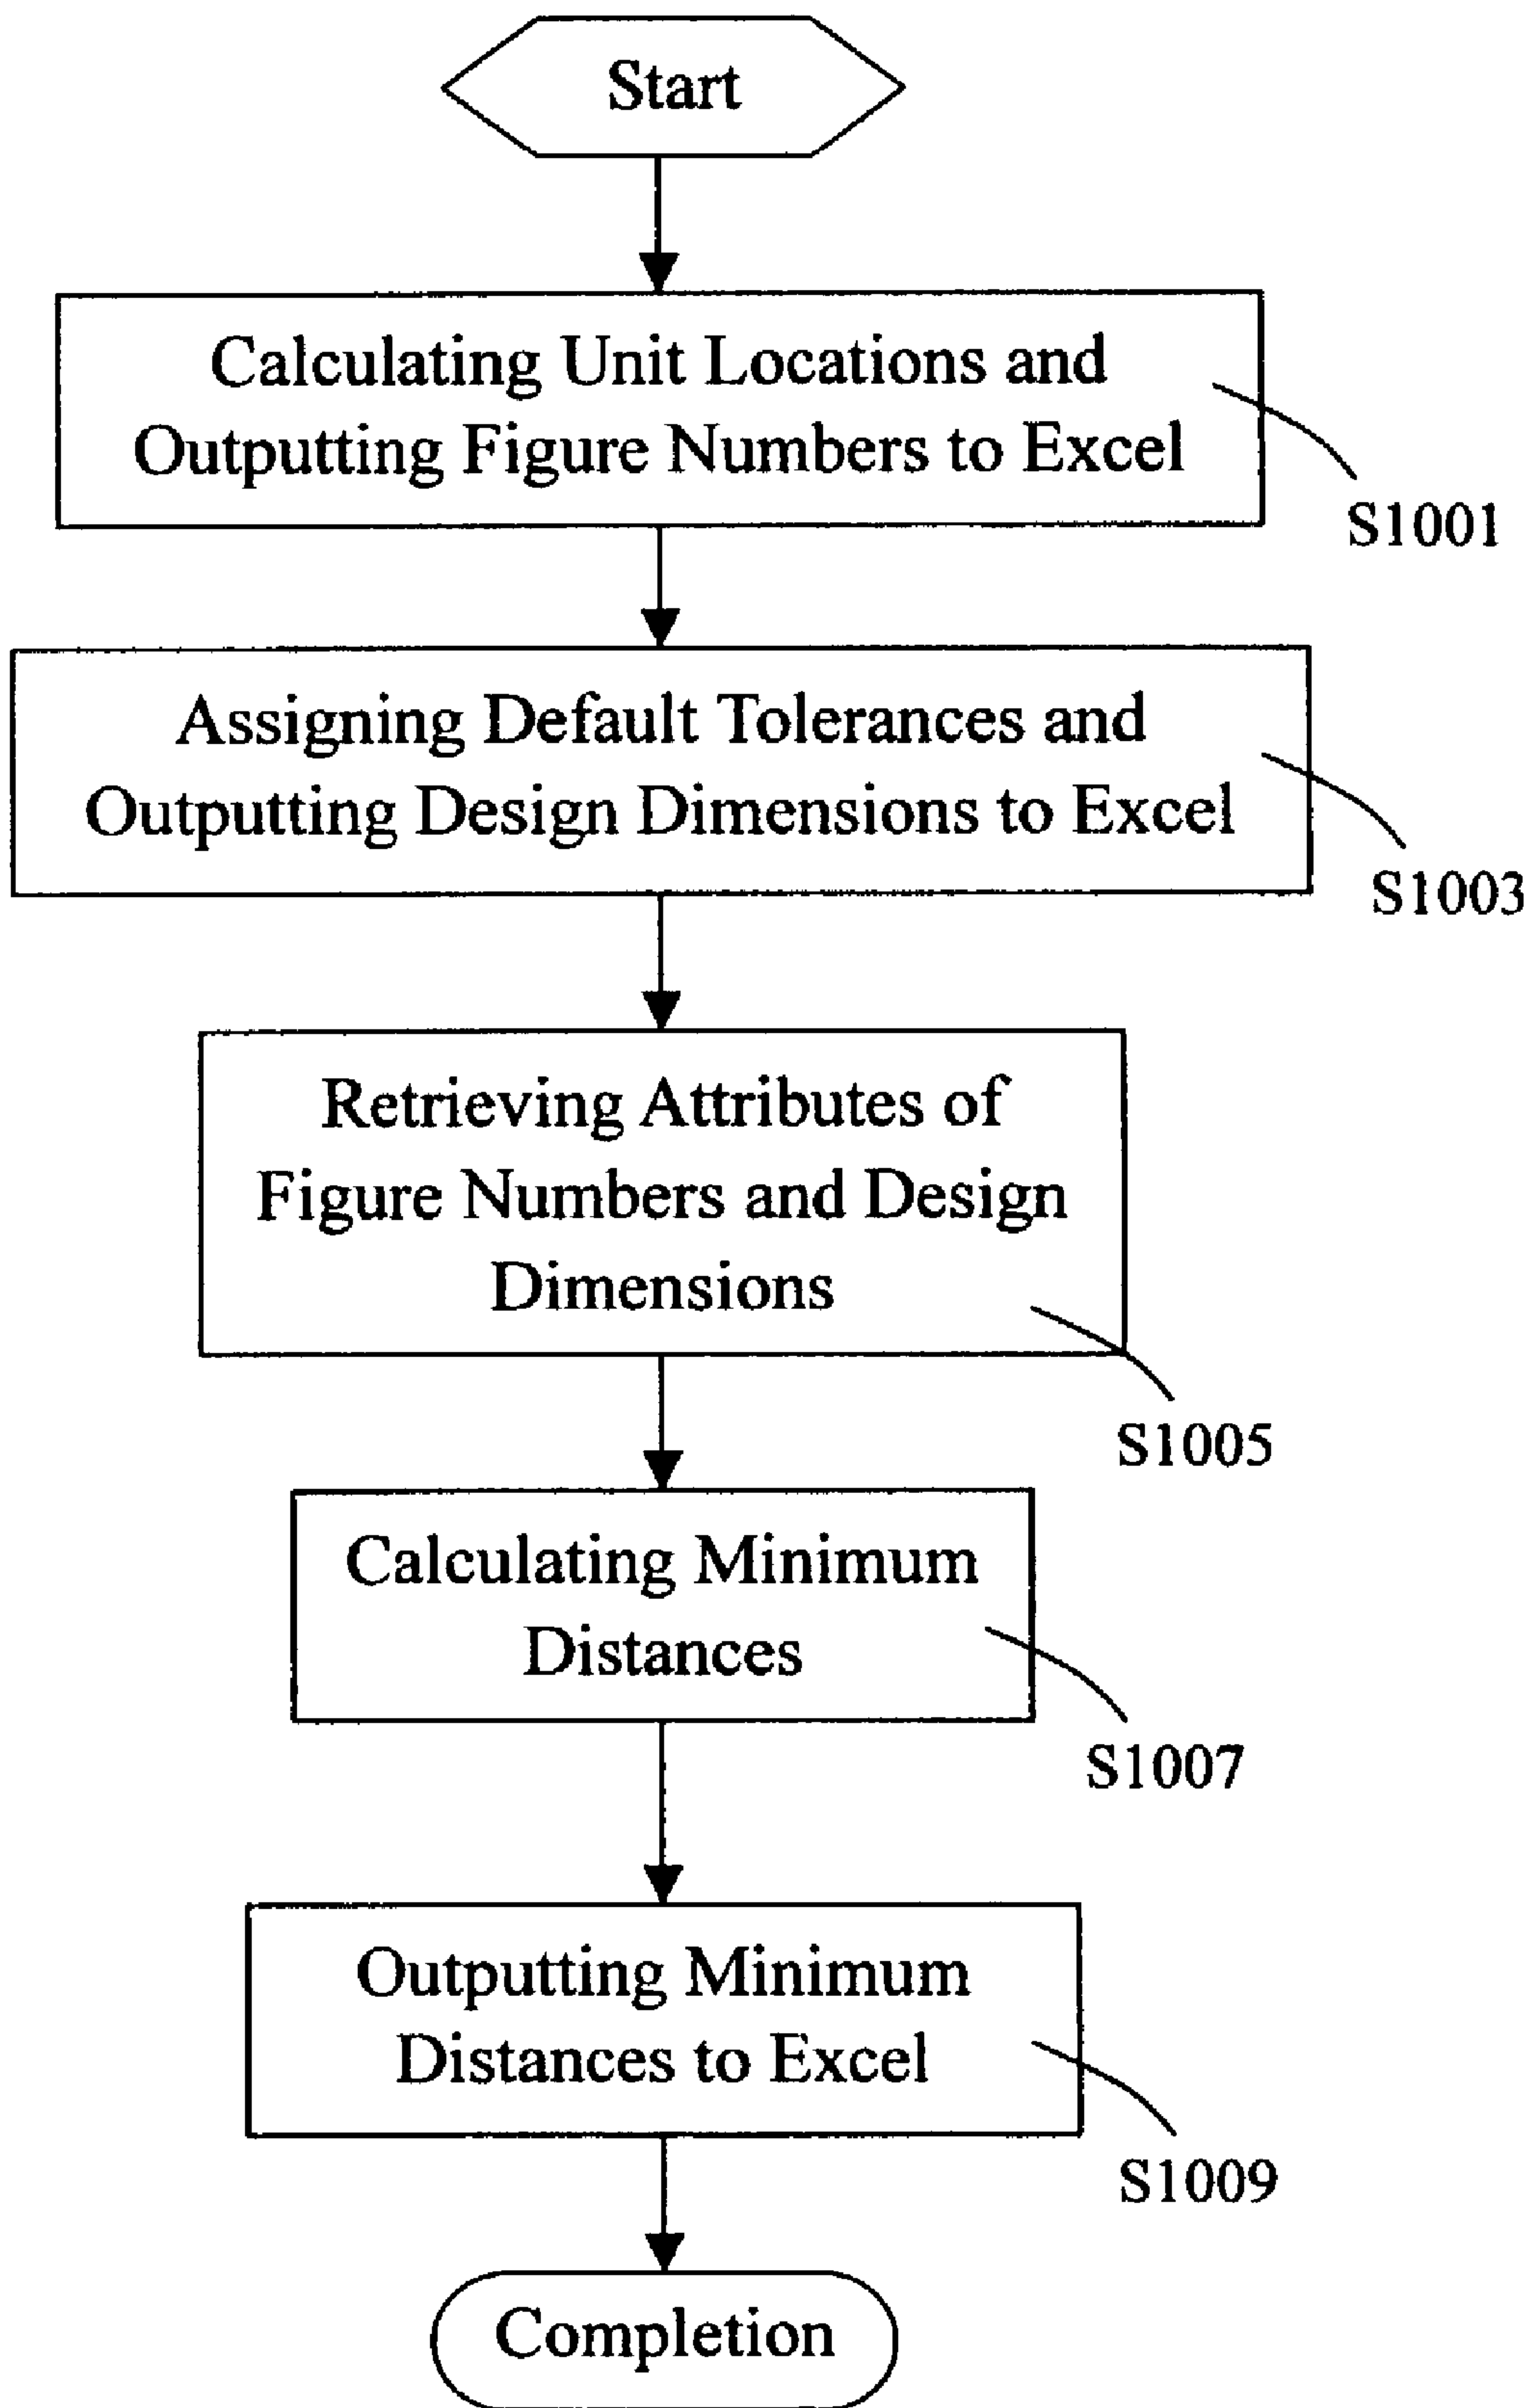 Start
Calculating Unit Locations and
Outputting Figure Numbers to Excel
S1001
Assigning Default Tolerances and
Outputting Design Dimensions to Excel
S1003
Retrieving Attributes of
Figure Numbers and Design
Dimensions
S1005
Calculating Minimum
Distances
S1007
Outputting Minimum
Distances to Excel
S1009
Completion